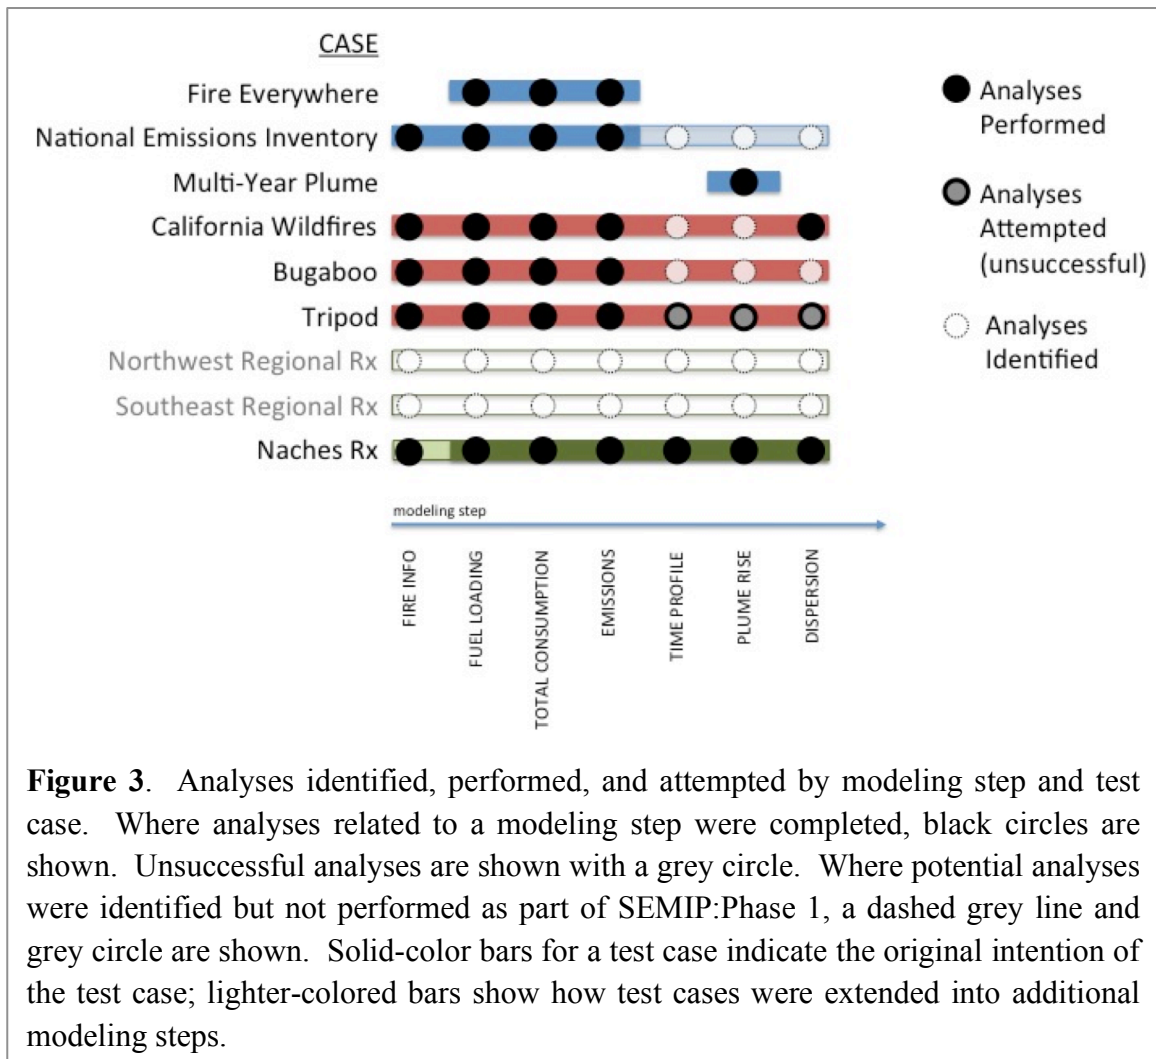 CASE
Fire Everywhere
National Emissions Inventory
Multi-Year Plume
California Wildfires
Bugaboo
Tripod
Northwest Regional Rx
Southeast Regional Rx
Naches Rx
Analyses
Performed
Analyses
Attempted
(unsuccessful)
Analyses
Identified
modeling step
FIRE INFO
FUEL LOADING
TOTAL CONSUMPTION
EMISSIONS
TIME PROFILE
PLUME RISE
DISPERSION
Figure 3. Analyses identified, performed, and attempted by modeling step and test
case. Where analyses related to a modeling step were completed, black circles are
shown. Unsuccessful analyses are shown with a grey circle. Where potential analyses
were identified but not performed as part of SEMIP:Phase 1, a dashed grey line and
grey circle are shown. Solid-color bars for a test case indicate the original intention of
the test case; lighter-colored bars show how test cases were extended into additional
modeling steps.